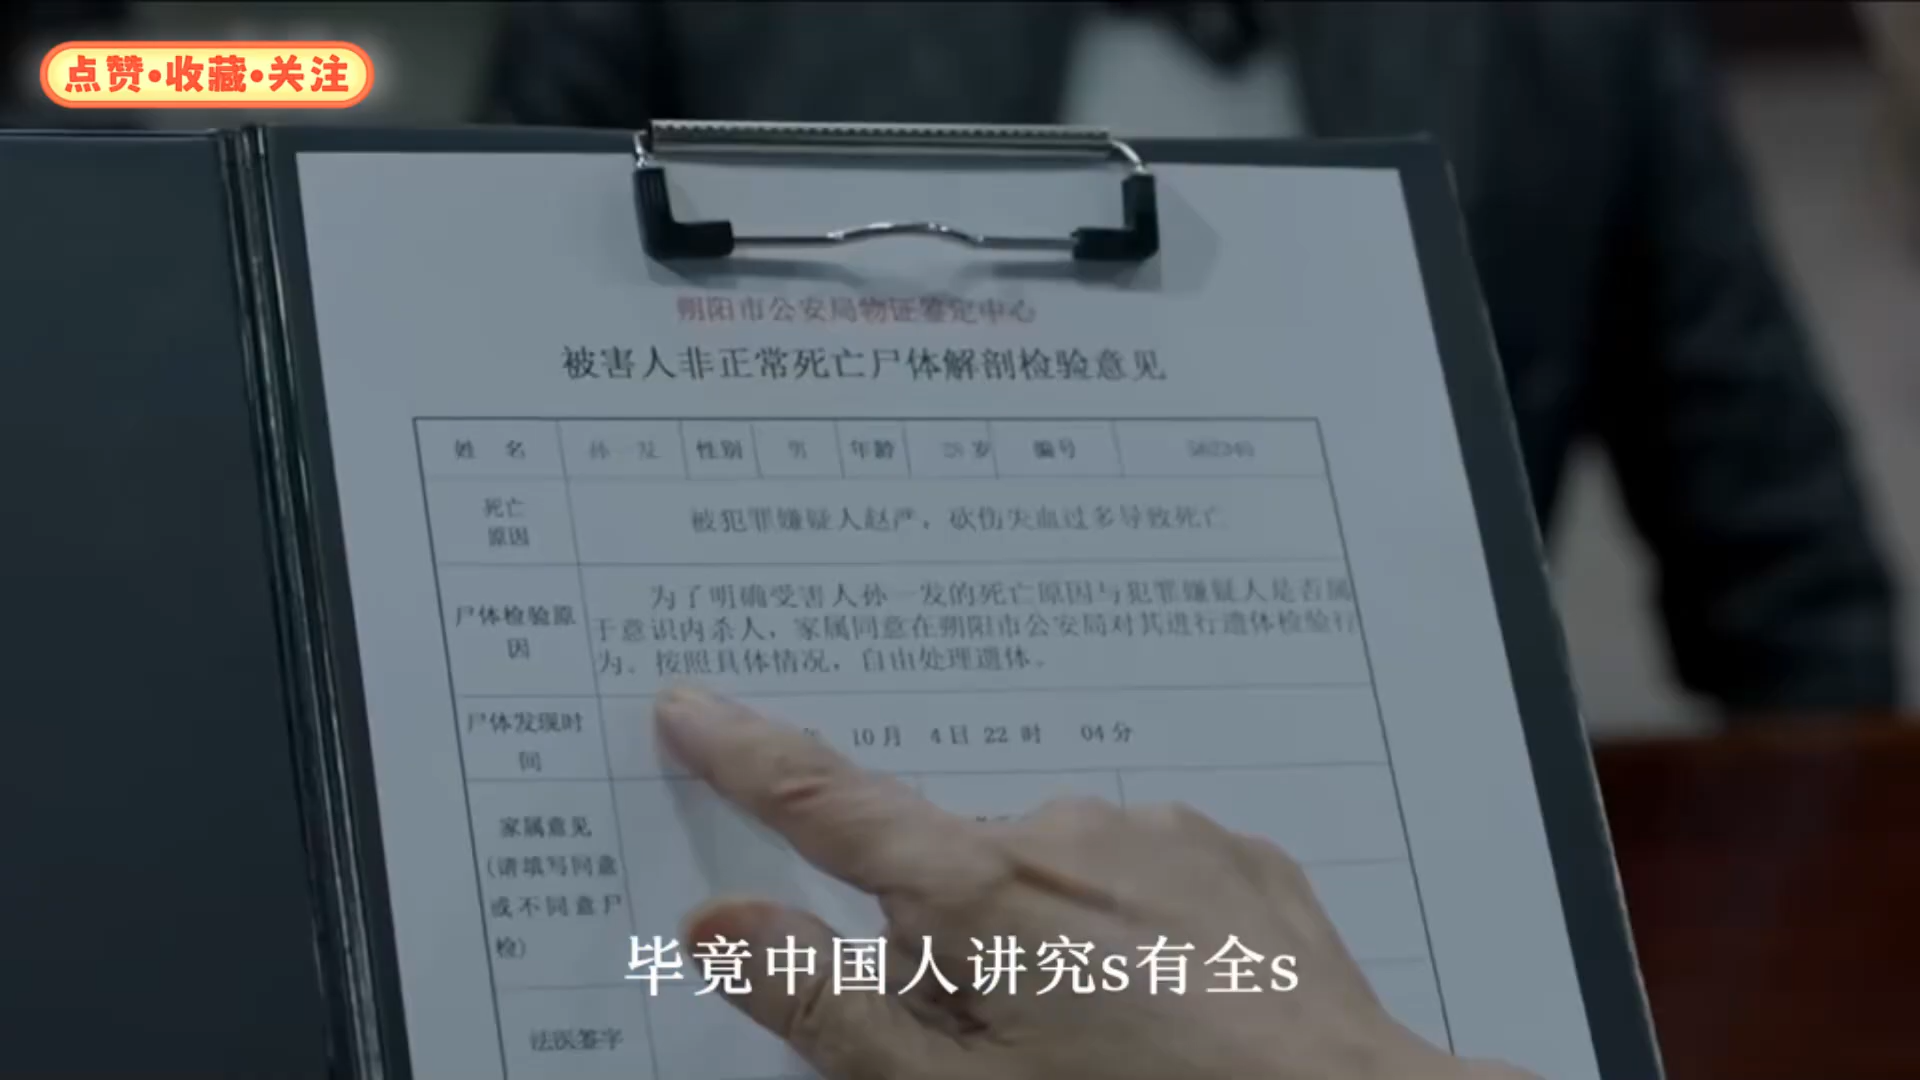 点赞·收藏·关注
朔阳市公安局物证鉴定中心
被害人非正常死亡尸体解剖检验意见
姓 名 孙一发 性别 男 年龄 28岁 编号
死亡
原因
被犯罪嫌疑人赵严，砍伤失血过多导致死亡
尸体检验原
因
为了明确受害人孙一发的死亡原因与犯罪嫌疑人是否属
于意识内杀人，家属同意在朔阳市公安局对其进行遗体检验行
为。按照具体情况，自由处理遗体。
尸体发现时
间
10月 4日 22 时 04分
家属意见
(请填写同意
或不同意尸
检)
法医签字
毕竟中国人讲究s有全s